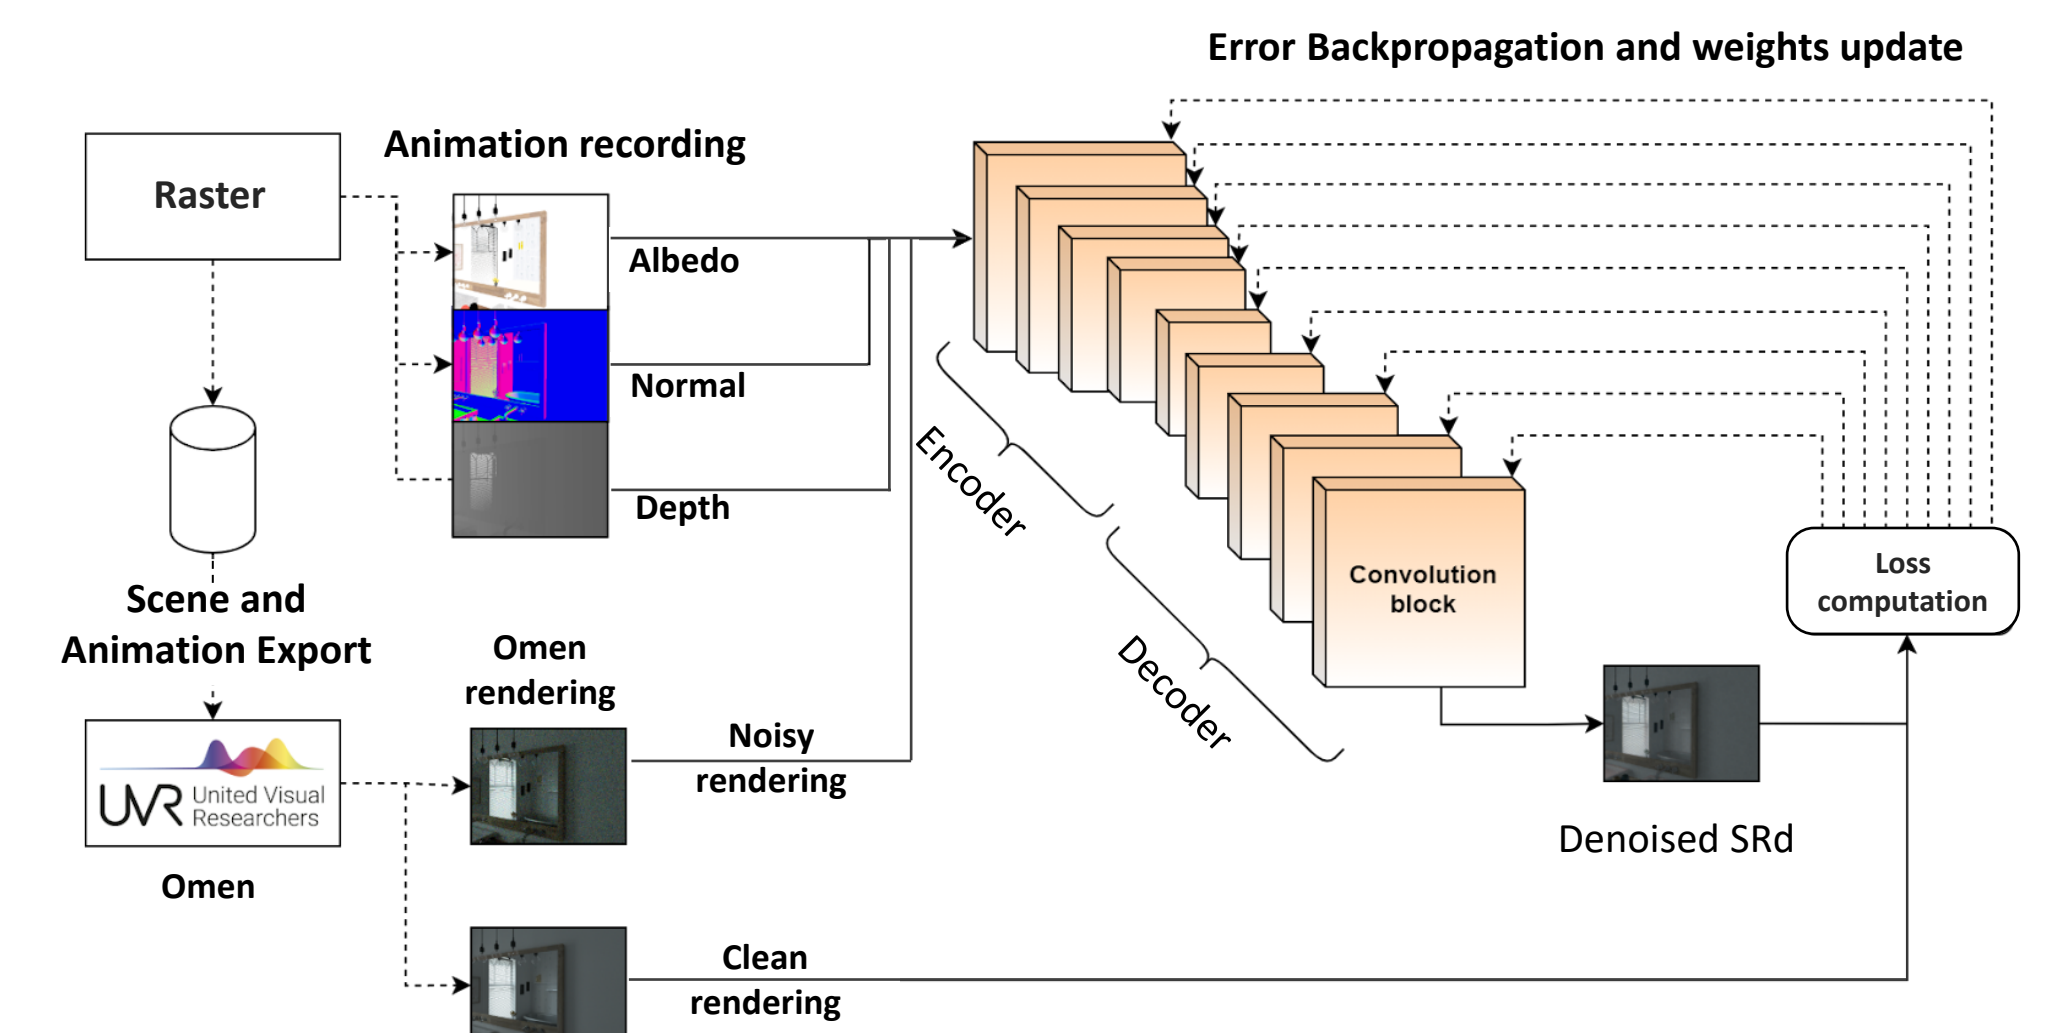 Error Backpropagation and weights update
Animation recording
Raster
Albedo
Normal
Depth
Encoder
Decoder
Convolution
block
Loss
computation
Scene and
Animation Export
Omen
rendering
Noisy
rendering
UVR United Visual
Researchers
Omen
Denoised SRd
Clean
rendering